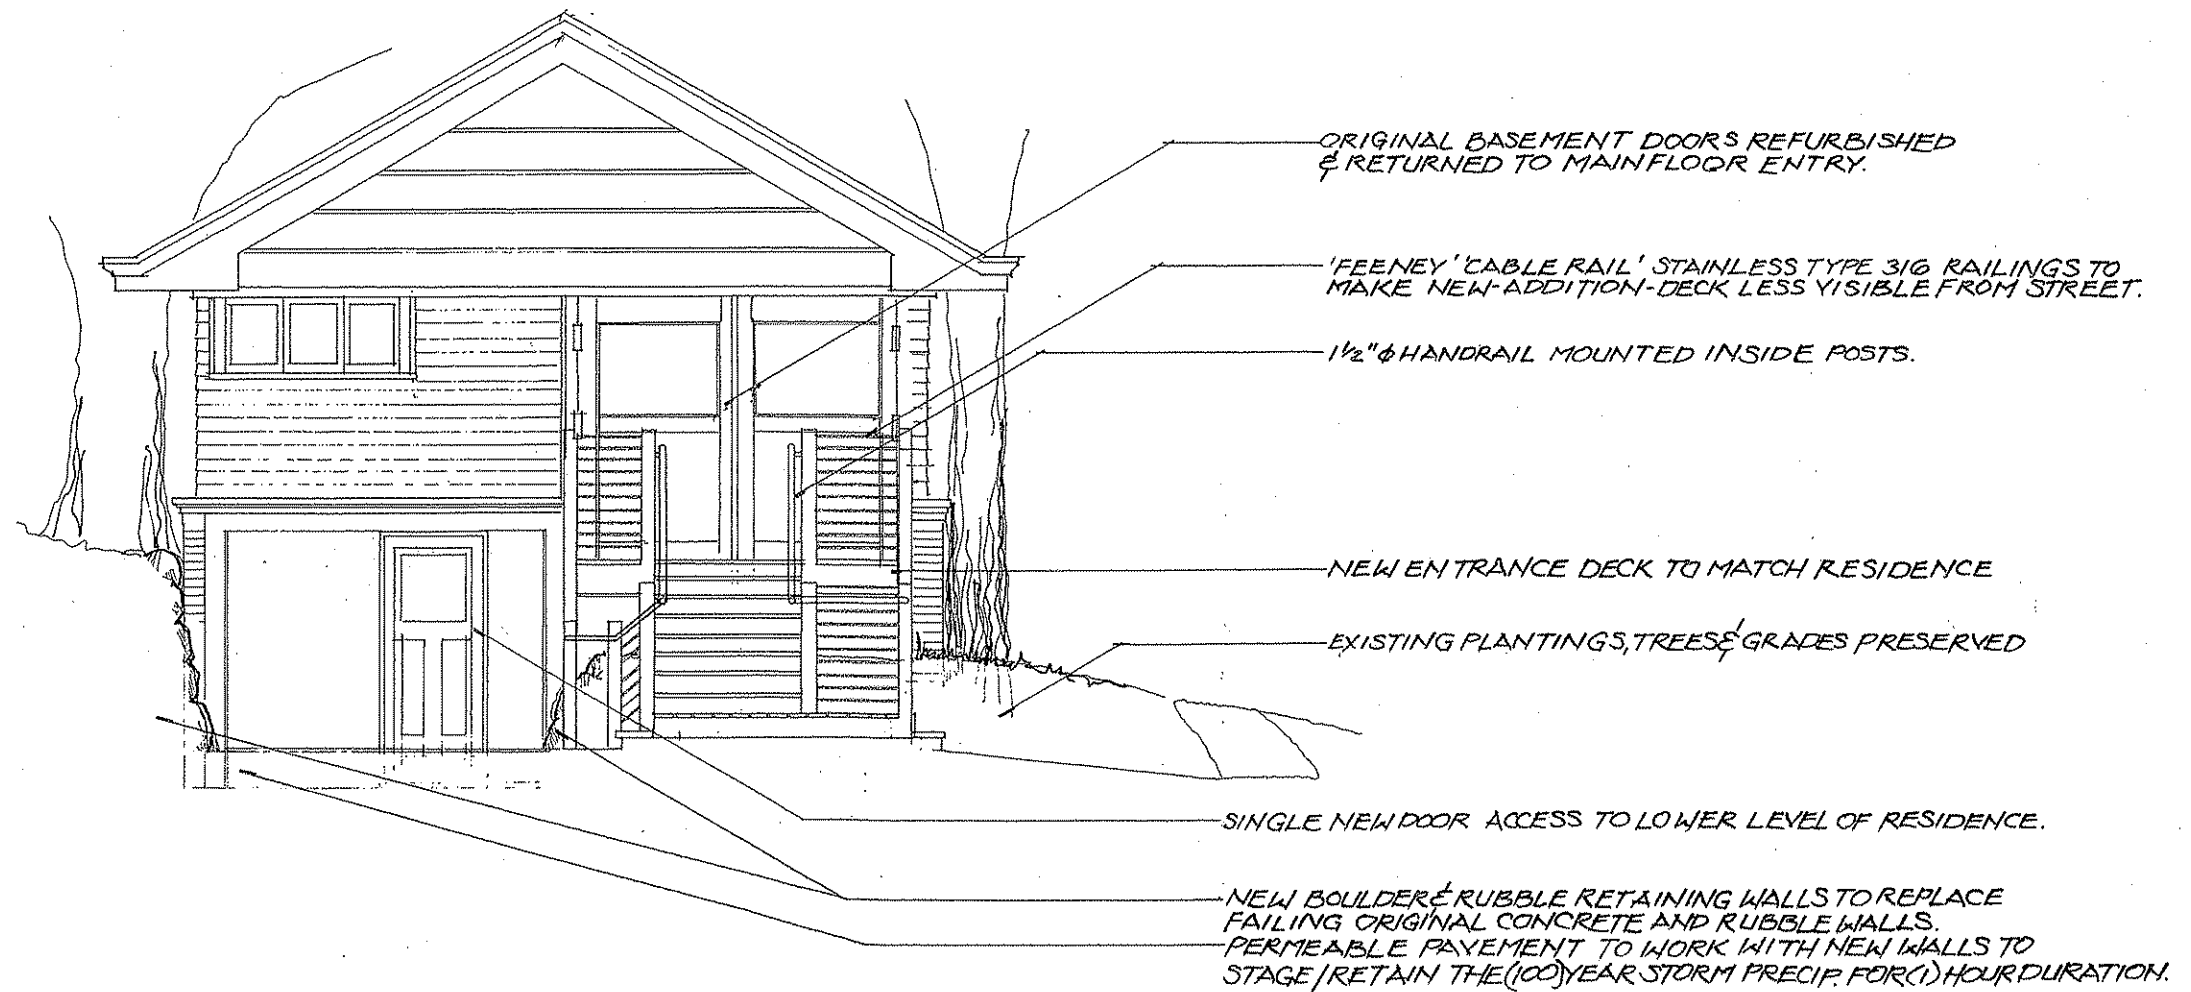 ORIGINAL BASEMENT DOORS REFURBISHED
& RETURNED TO MAIN FLOOR ENTRY.
'FEENEY' 'CABLE RAIL' STAINLESS TYPE 316 RAILINGS TO
MAKE NEW-ADDITION-DECK LESS VISIBLE FROM STREET.
1½"φ HANDRAIL MOUNTED INSIDE POSTS.
NEW ENTRANCE DECK TO MATCH RESIDENCE
EXISTING PLANTINGS, TREES & GRADES PRESERVED
SINGLE NEW DOOR ACCESS TO LOWER LEVEL OF RESIDENCE.
NEW BOULDER & RUBBLE RETAINING WALLS TO REPLACE
FAILING ORIGINAL CONCRETE AND RUBBLE WALLS.
PERMEABLE PAVEMENT TO WORK WITH NEW WALLS TO
STAGE/RETAIN THE (100) YEAR STORM PRECIP. FOR (1) HOUR DURATION.